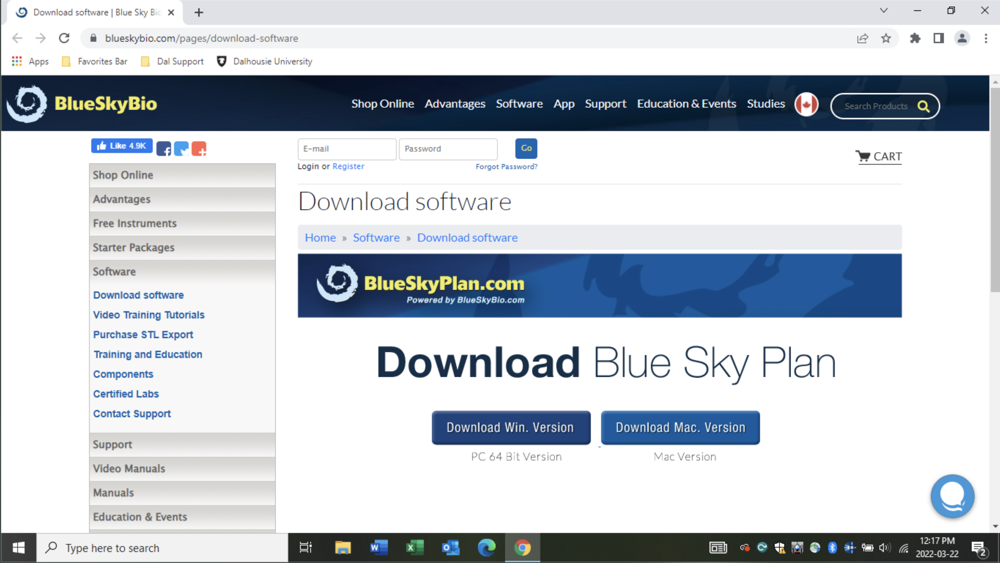 Download software | Blue Sky Bio
blueskybio.com/pages/download-software
Apps Favorites Bar Dal Support Dalhousie University
BlueSkyBio
Shop Online Advantages Software App Support Education & Events Studies Search Products
Like 4.9K
E-mail Password Go
Login or Register Forgot Password?
CART
Shop Online
Advantages
Free Instruments
Starter Packages
Software
Download software
Video Training Tutorials
Purchase STL Export
Training and Education
Components
Certified Labs
Contact Support
Support
Video Manuals
Manuals
Education & Events
Download software
Home » Software » Download software
BlueSkyPlan.com
Powered by BlueSkyBio.com
Download Blue Sky Plan
Download Win. Version Download Mac. Version
PC 64 Bit Version Mac Version
Type here to search
12:17 PM
2022-03-22
2